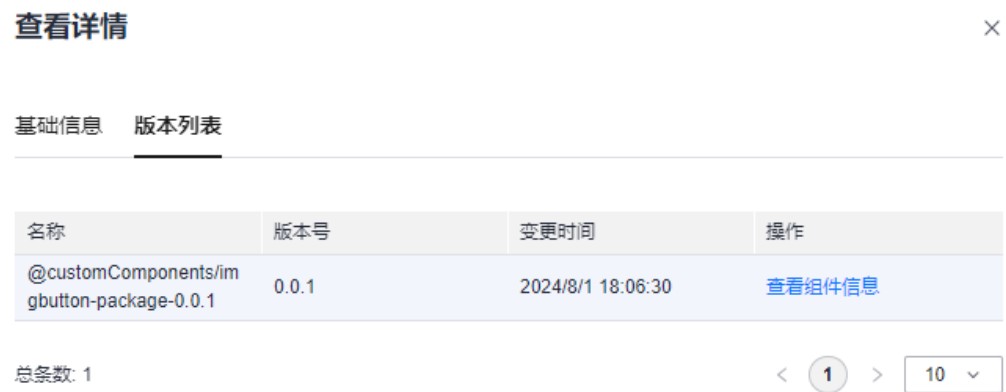 查看详情
基础信息 版本列表
名称 版本号 变更时间 操作
@customComponents/im
gbutton-package-0.0.1 0.0.1 2024/8/1 18:06:30 查看组件信息
总条数: 1 < 1 > 10